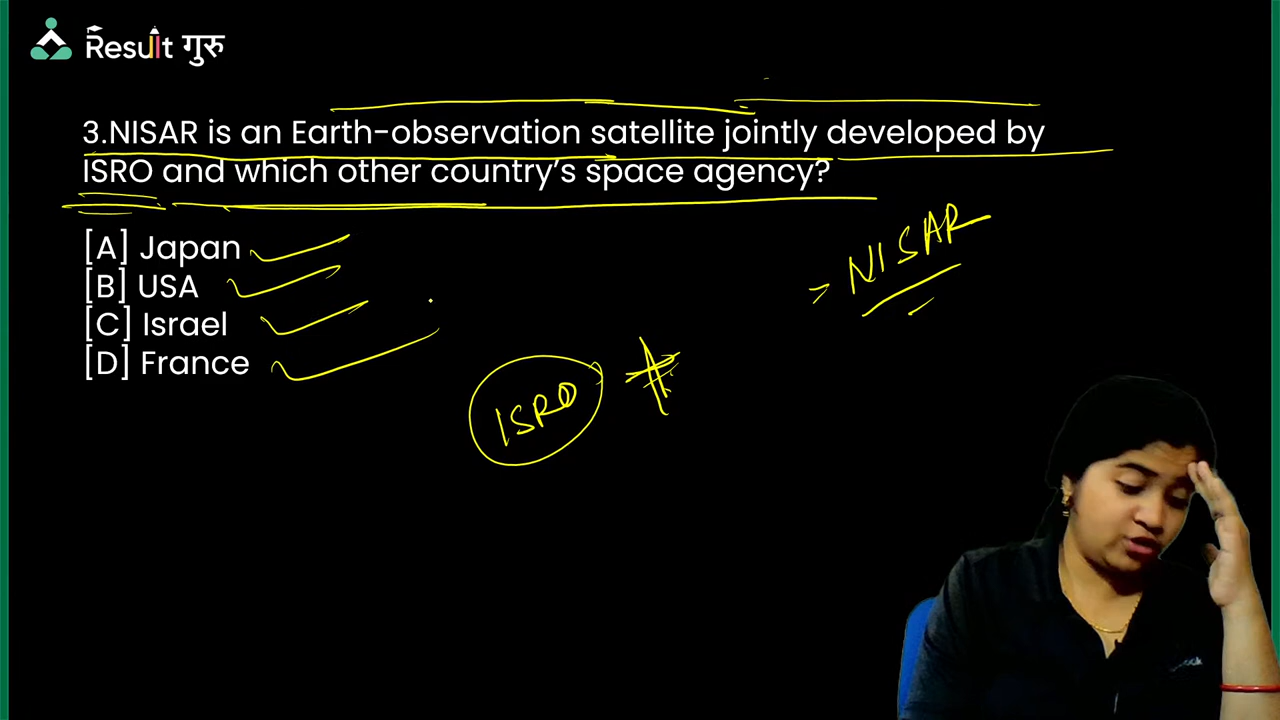 Result गुरु
3.NISAR is an Earth-observation satellite jointly developed by
ISRO and which other country's space agency?
[A] Japan
[B] USA
[C] Israel
[D] France
NISAR
ISRO